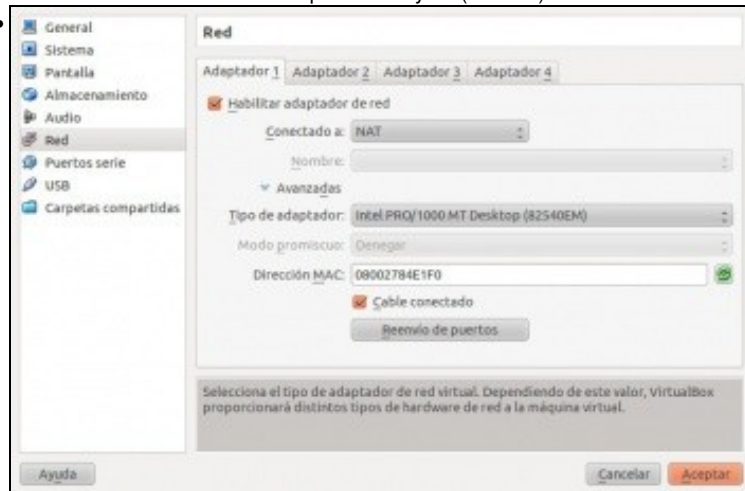 General
Sistema
Pantalla
Almacenamiento
Audio
Red
Puertos serie
USB
Carpetas compartidas
Red
Adaptador 1 Adaptador 2 Adaptador 3 Adaptador 4
Habilitar adaptador de red
Conectado a: NAT
Nombre:
Avanzadas
Tipo de adaptador: Intel PRO/1000 MT Desktop (82540EM)
Modo promiscuo: Denegar
Dirección MAC: 08002784E1F0
Cable conectado
Reenvío de puertos
Selecciona el tipo de adaptador de red virtual. Dependiendo de este valor, VirtualBox
proporcionará distintos tipos de hardware de red a la máquina virtual.
Ayuda Cancelar Aceptar